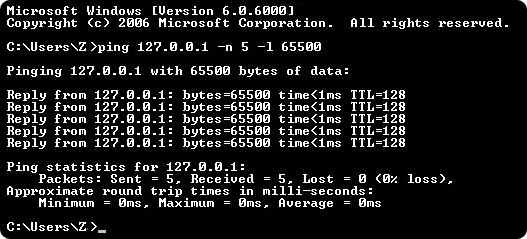 Microsoft Windows [Version 6.0.6000]
Copyright (c) 2006 Microsoft Corporation.  All rights reserved.
C:\Users\Z>ping 127.0.0.1 -n 5 -l 65500
Pinging 127.0.0.1 with 65500 bytes of data:
Reply from 127.0.0.1: bytes=65500 time<1ms TTL=128
Reply from 127.0.0.1: bytes=65500 time<1ms TTL=128
Reply from 127.0.0.1: bytes=65500 time<1ms TTL=128
Reply from 127.0.0.1: bytes=65500 time<1ms TTL=128
Reply from 127.0.0.1: bytes=65500 time<1ms TTL=128
Ping statistics for 127.0.0.1:
    Packets: Sent = 5, Received = 5, Lost = 0 (0% loss),
Approximate round trip times in milli-seconds:
    Minimum = 0ms, Maximum = 0ms, Average = 0ms
C:\Users\Z>_